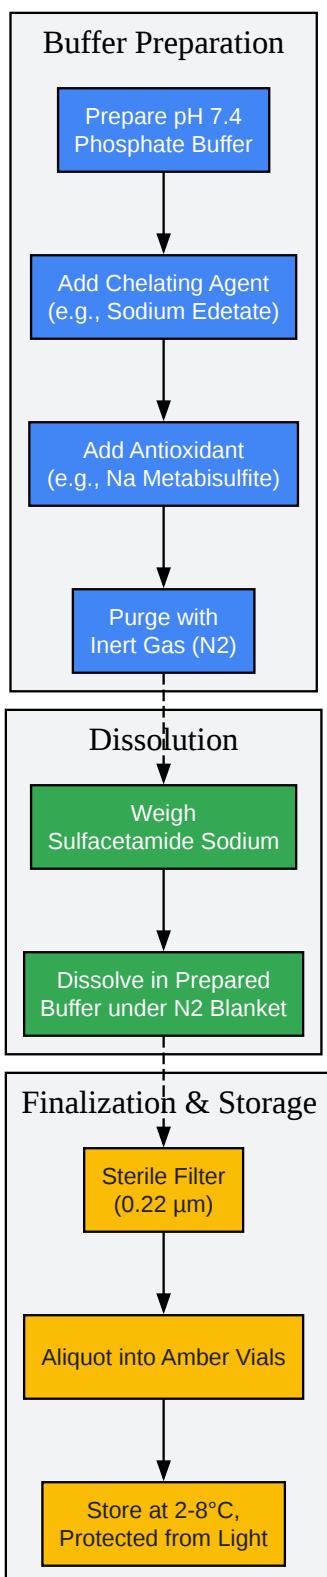 Buffer Preparation
Prepare pH 7.4
Phosphate Buffer
Add Chelating Agent
(e.g., Sodium Edetate)
Add Antioxidant
(e.g., Na Metabisulfite)
Purge with
Inert Gas (N2)
Dissolution
Weigh
Sulfacetamide Sodium
Dissolve in Prepared
Buffer under N2 Blanket
Finalization & Storage
Sterile Filter
(0.22 µm)
Aliquot into Amber Vials
Store at 2-8°C,
Protected from Light